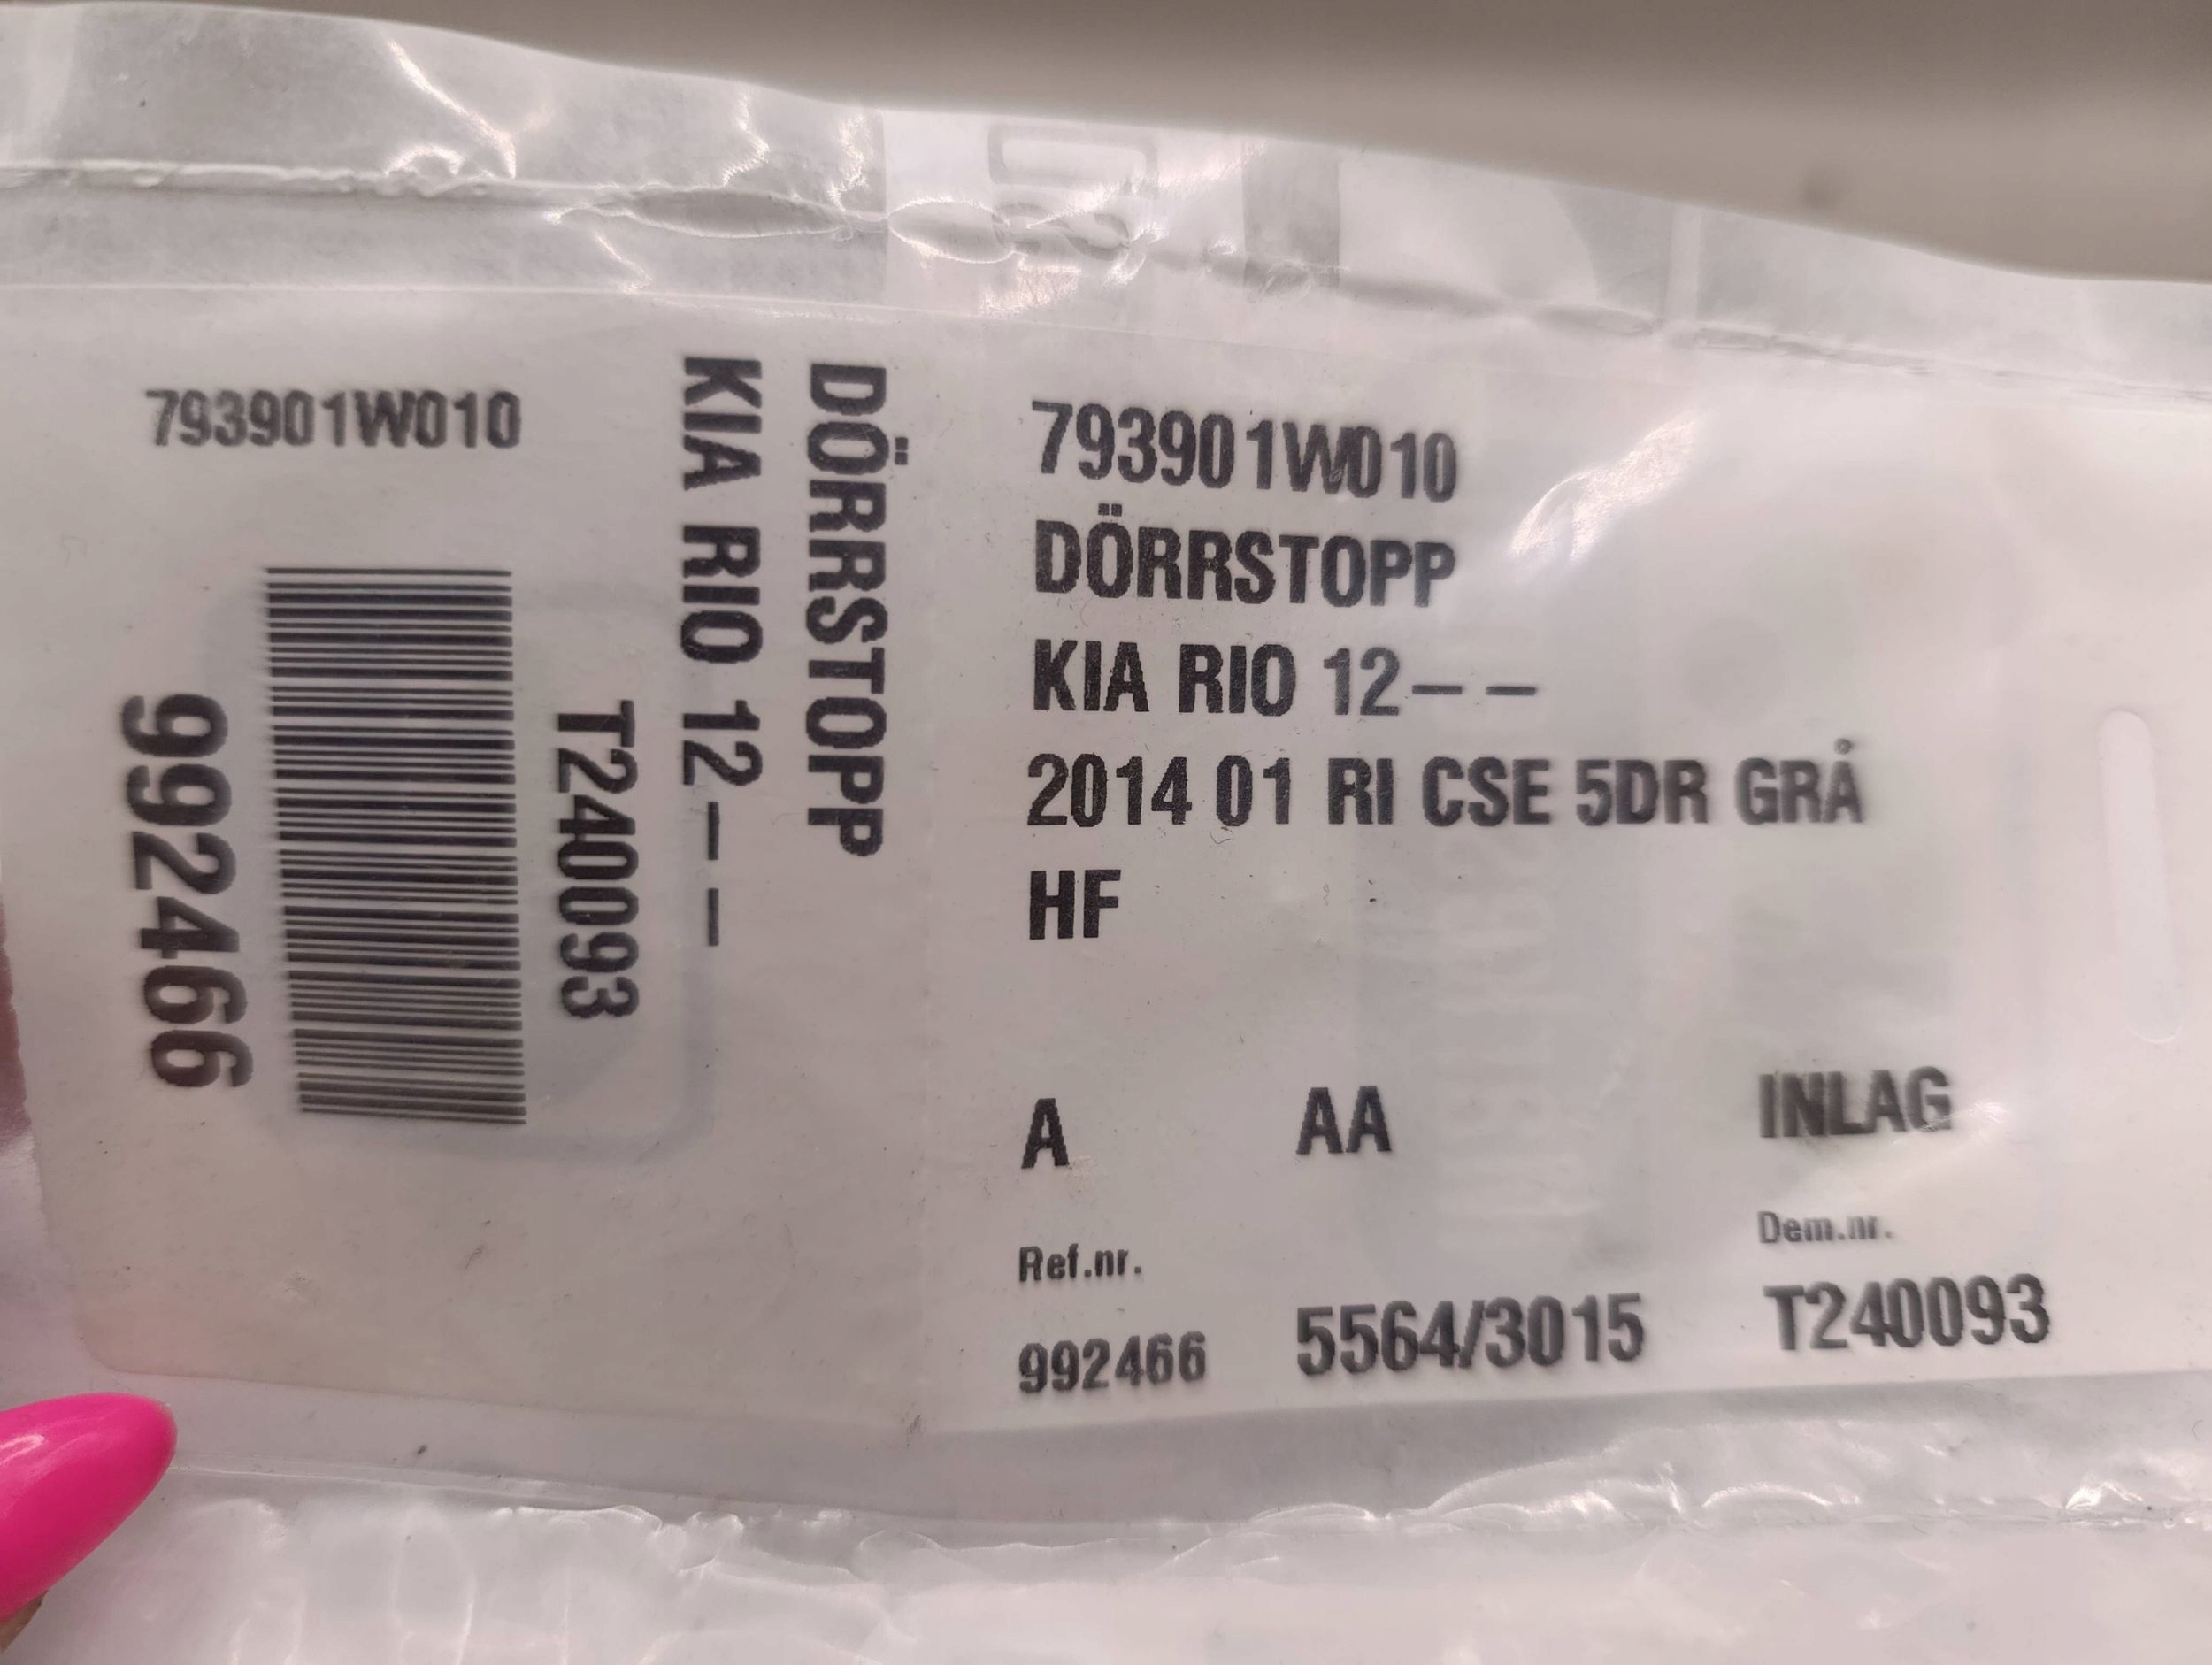 793901W010
DÖRRSTOPP
KIA RIO 12--
T240093
992466
793901W010
DÖRRSTOPP
KIA RIO 12--
2014 01 RI CSE 5DR GRÅ
HF
A AA INLAG
Ref.nr. Dem.nr.
992466 5564/3015 T240093